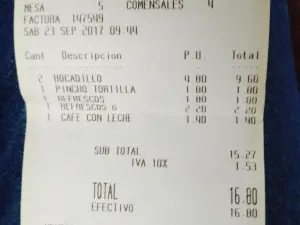 MESA 5 COMENSALES 4
FACTURA 147549
SAB 23 SEP 2017 09:44
Cant Descripcion P.U. Total
2 BOCADILLO 4.80 9.60
1 PINCHO TORTILLA 1.80 1.80
1 REFRESCOS 1.80 1.80
1 REFRESCOS G 2.20 2.20
1 CAFE CON LECHE 1.40 1.40
SUB TOTAL 15.27
IVA 10% 1.53
TOTAL 16.80
EFECTIVO 16.80